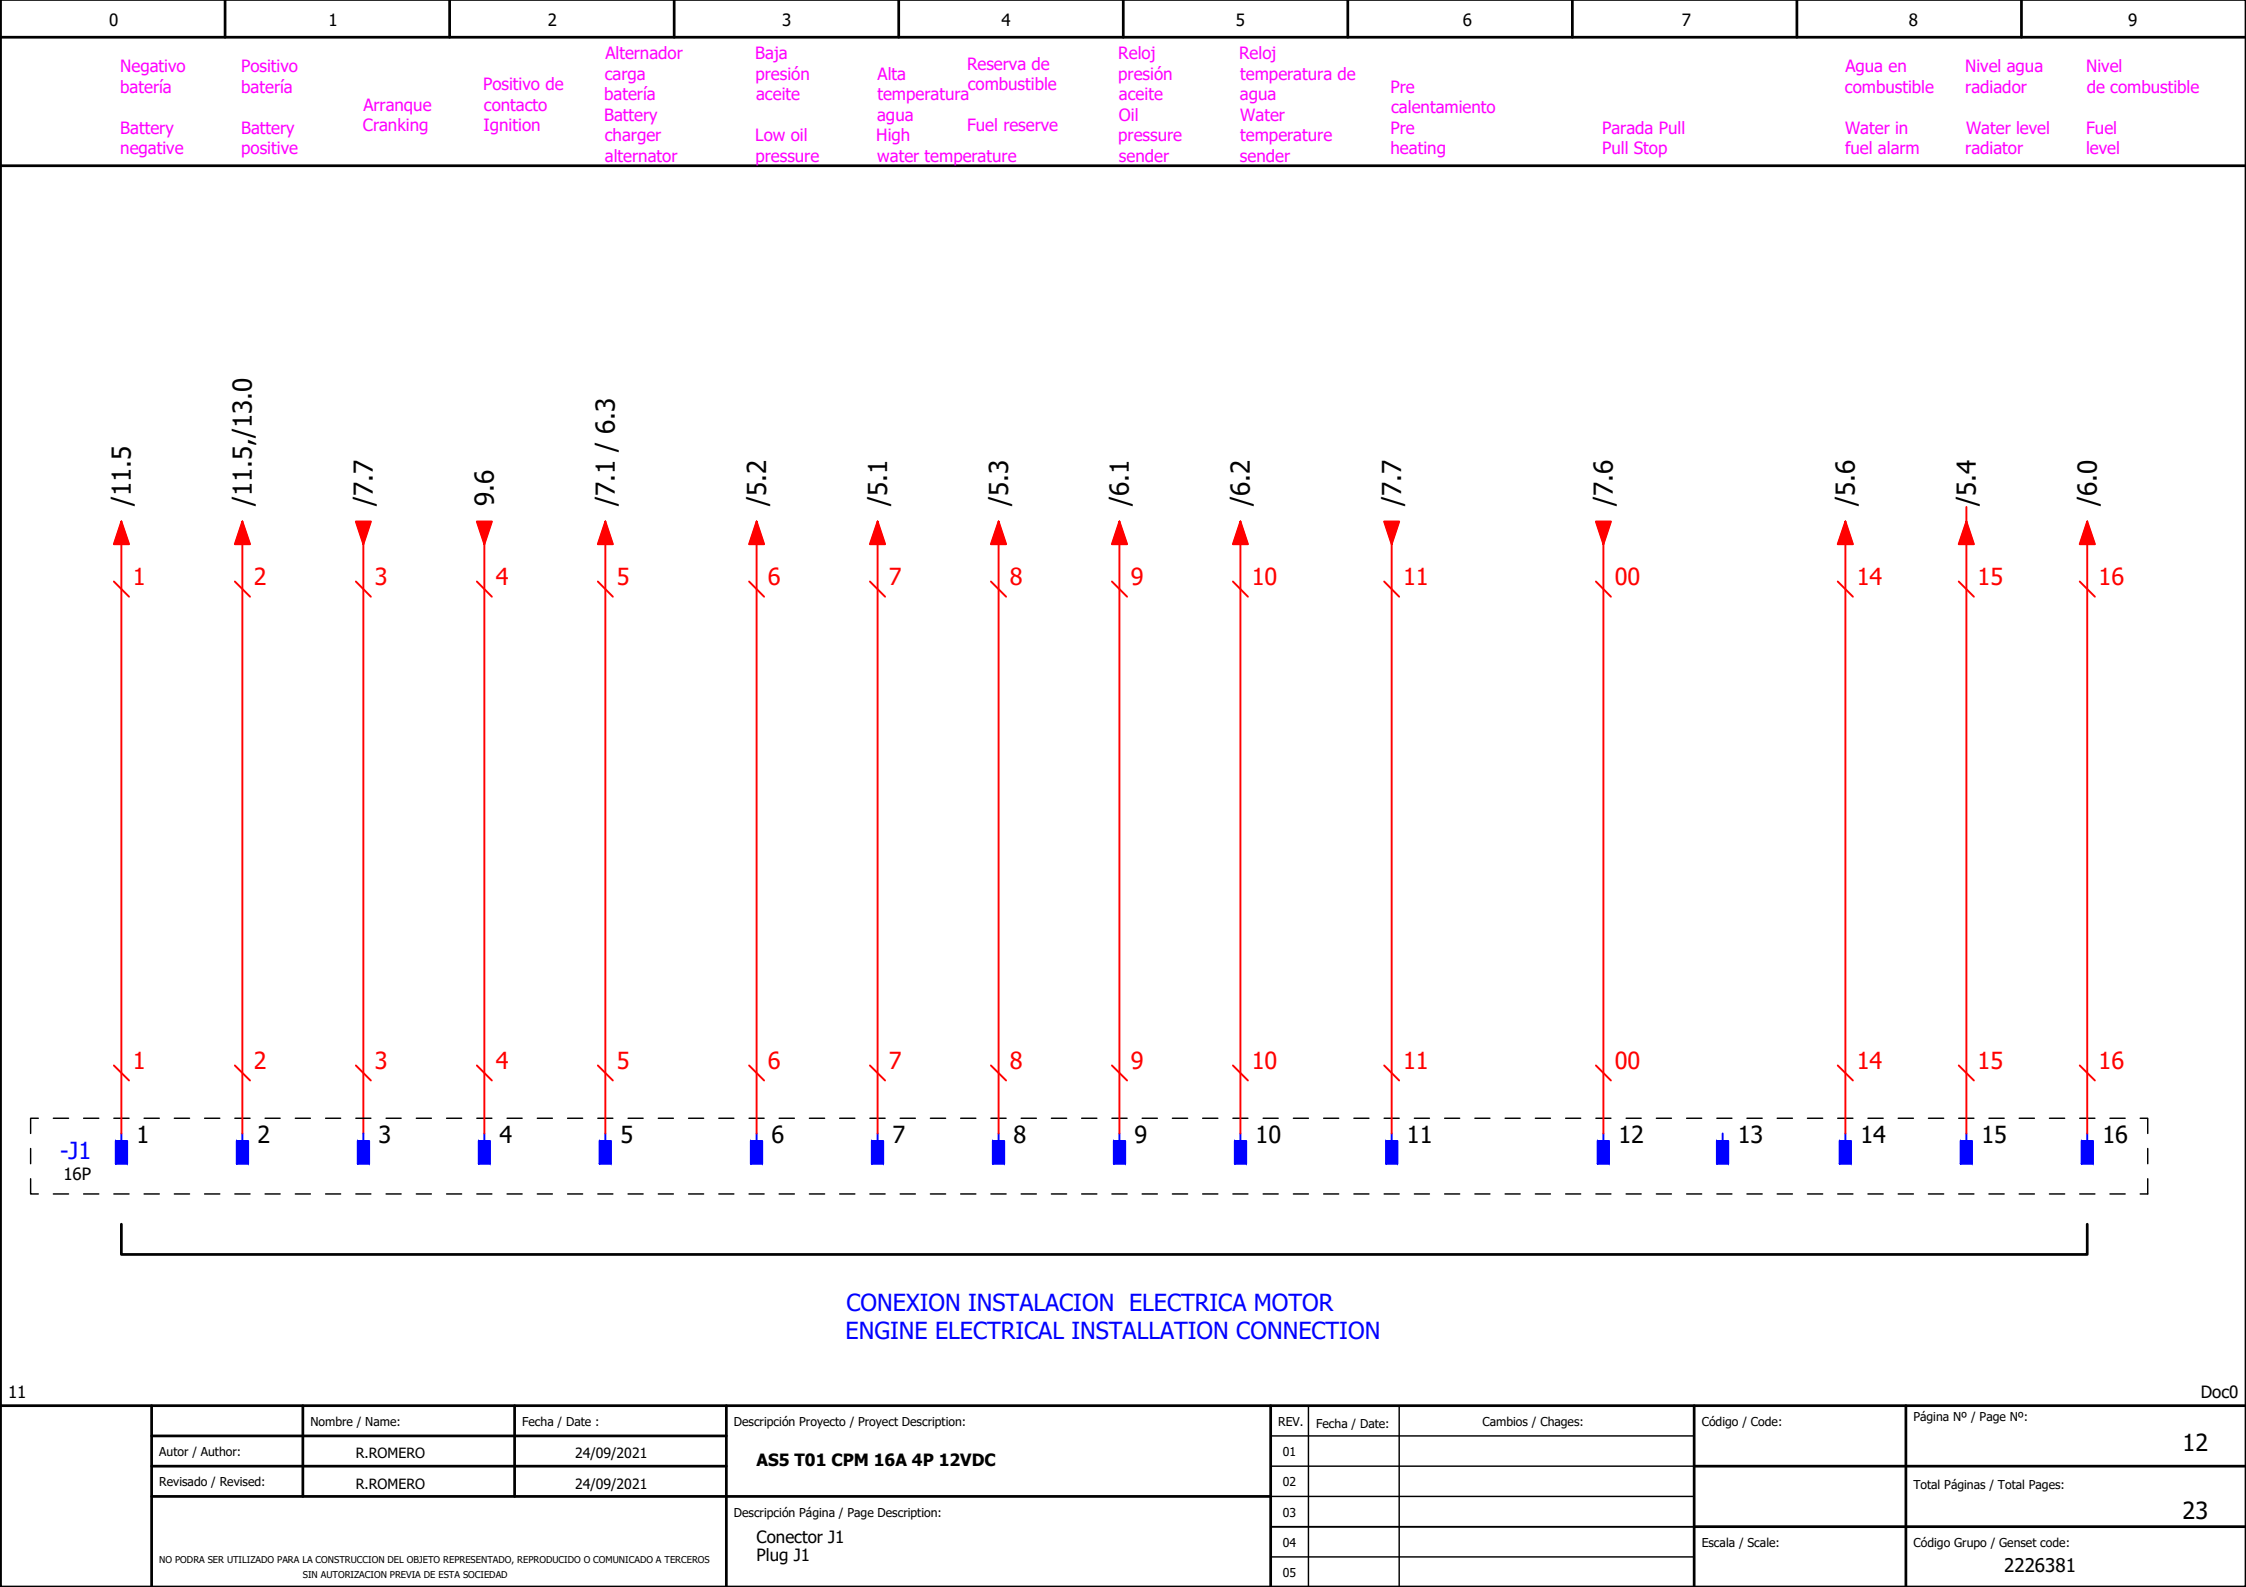 0 1 2 3 4 5 6 7 8 9
Negativo
batería
Battery
negative
Positivo
batería
Battery
positive
Arranque
Cranking
Positivo de
contacto
Ignition
Alternador
carga
batería
Battery
charger
alternator
Baja
presión
aceite
Low oil
pressure
Alta
temperatura
agua
High
water temperature
Reserva de
combustible
Fuel reserve
Reloj
presión
aceite
Oil
pressure
sender
Reloj
temperatura de
agua
Water
temperature
sender
Pre
calentamiento
Pre
heating
Parada Pull
Pull Stop
Agua en
combustible
Water in
fuel alarm
Nivel agua
radiador
Water level
radiator
Nivel
de combustible
Fuel
level
/11.5 /11.5,/13.0 /7.7 9.6 /7.1 / 6.3 /5.2 /5.1 /5.3 /6.1 /6.2 /7.7 /7.6 /5.6 /5.4 /6.0
1 2 3 4 5 6 7 8 9 10 11 00 14 15 16
1 2 3 4 5 6 7 8 9 10 11 00 14 15 16
1 2 3 4 5 6 7 8 9 10 11 12 13 14 15 16
-J1
16P
CONEXION INSTALACION ELECTRICA MOTOR
ENGINE ELECTRICAL INSTALLATION CONNECTION
11 Doc0
Nombre / Name: Fecha / Date :
Autor / Author: R.ROMERO 24/09/2021
Revisado / Revised: R.ROMERO 24/09/2021
NO PODRA SER UTILIZADO PARA LA CONSTRUCCION DEL OBJETO REPRESENTADO, REPRODUCIDO O COMUNICADO A TERCEROS
SIN AUTORIZACION PREVIA DE ESTA SOCIEDAD
Descripción Proyecto / Proyect Description:
AS5 T01 CPM 16A 4P 12VDC
Descripción Página / Page Description:
Conector J1
Plug J1
REV. Fecha / Date: Cambios / Chages:
01
02
03
04
05
Código / Code:
Escala / Scale:
Página Nº / Page Nº:
12
Total Páginas / Total Pages:
23
Código Grupo / Genset code:
2226381